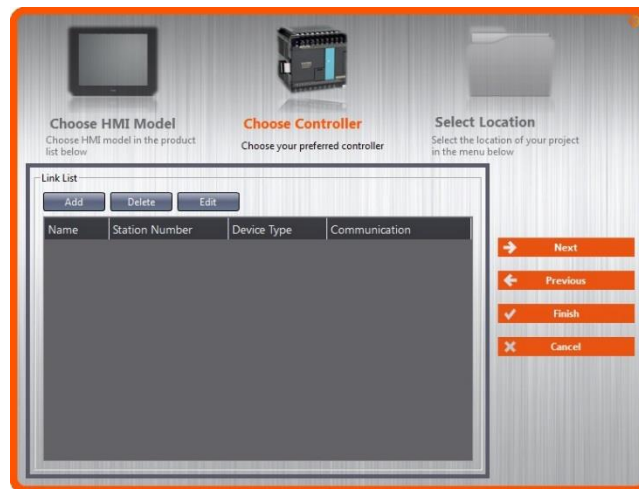 Choose HMI Model
Choose HMI model in the product
list below
Choose Controller
Choose your preferred controller
Select Location
Select the location of your project
in the menu below
Link List
Add Delete Edit
Name Station Number Device Type Communication
Next
Previous
Finish
Cancel